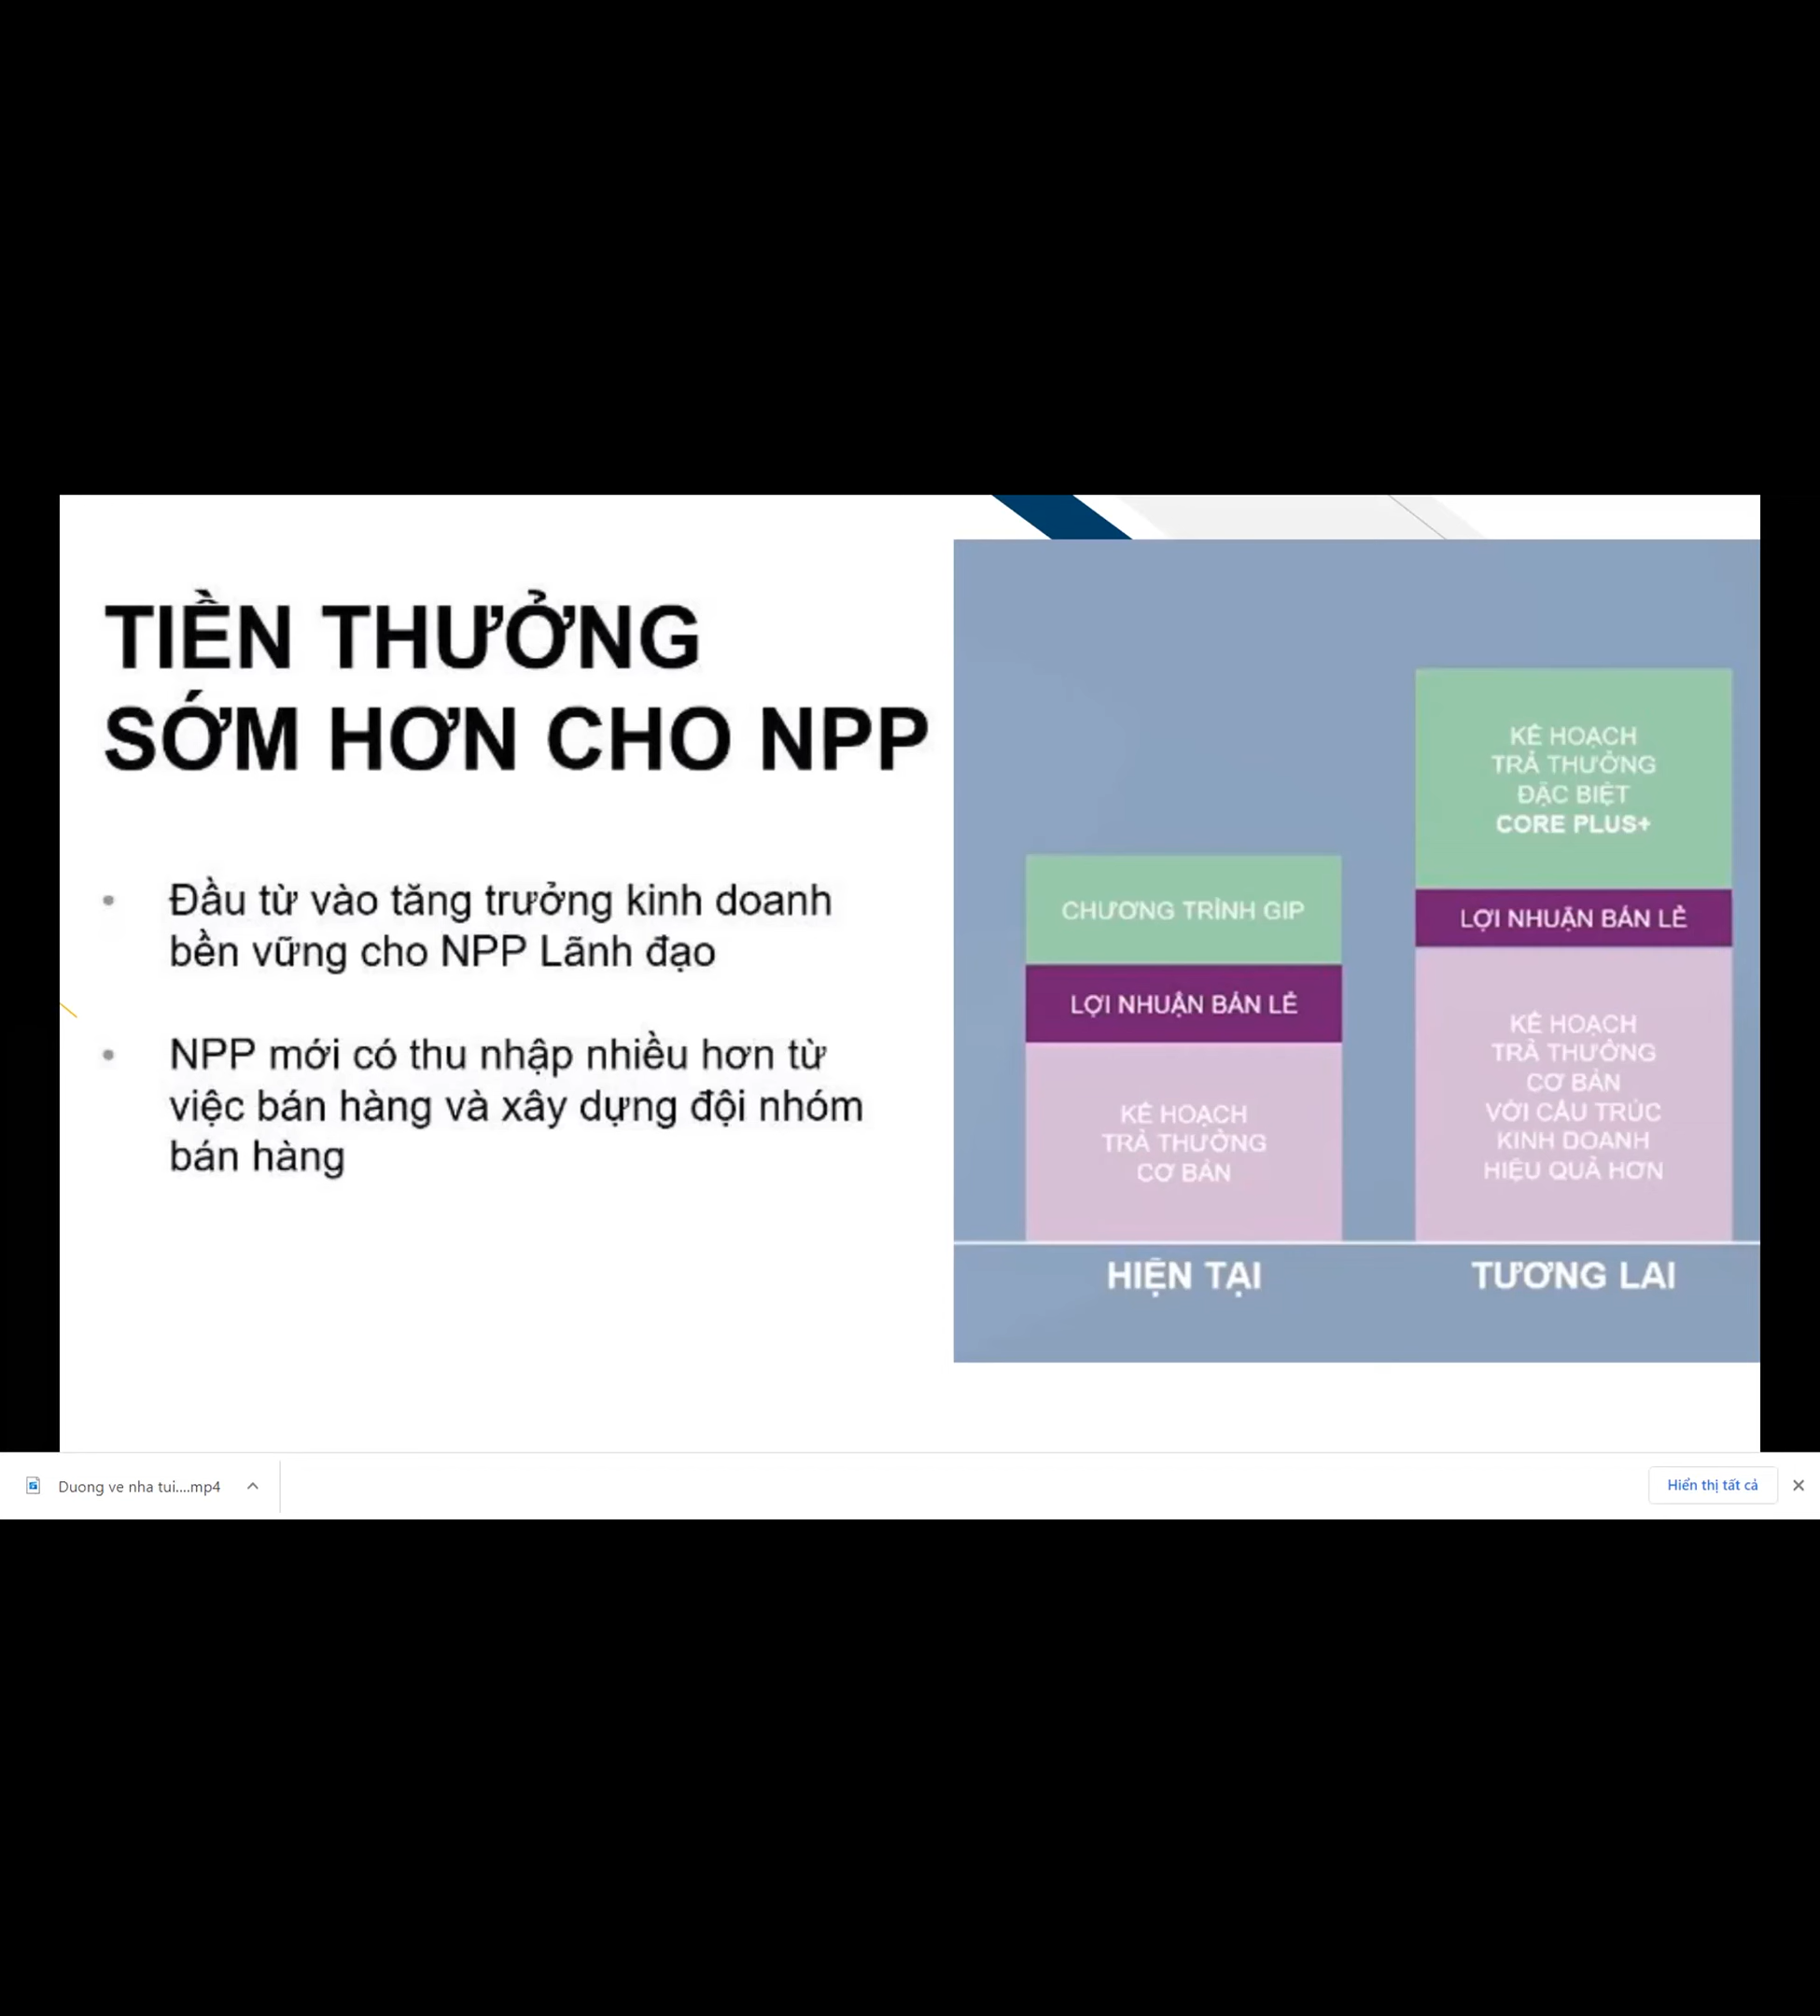 TIỀN THƯỞNG
SỚM HƠN CHO NPP
• Đầu từ vào tăng trưởng kinh doanh
bền vững cho NPP Lãnh đạo
• NPP mới có thu nhập nhiều hơn từ
việc bán hàng và xây dựng đội nhóm
bán hàng
CHƯƠNG TRÌNH GIP
LỢI NHUẬN BÁN LẺ
KẾ HOẠCH
TRẢ THƯỞNG
CƠ BẢN
HIỆN TẠI
KẾ HOẠCH
TRẢ THƯỞNG
ĐẶC BIỆT
CORE PLUS+
LỢI NHUẬN BÁN LẺ
KẾ HOẠCH
TRẢ THƯỞNG
CƠ BẢN
VỚI CẤU TRÚC
KINH DOANH
HIỆU QUẢ HƠN
TƯƠNG LAI
Duong ve nha tui....mp4
Hiển thị tất cả